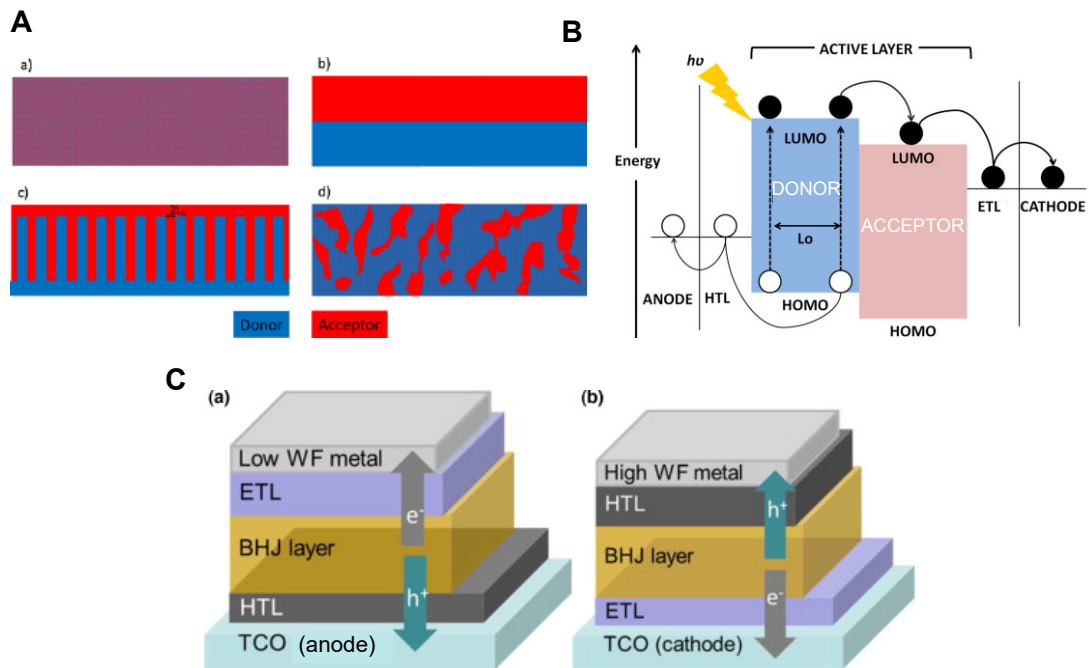 A
a)
b)
c)
2L
d)
Donor
Acceptor
B
ACTIVE LAYER
hυ
Energy
LUMO
LUMO
DONOR
ACCEPTOR
Lo
ETL
CATHODE
ANODE
HTL
HOMO
HOMO
C
(a)
Low WF metal
ETL
e-
BHJ layer
h+
HTL
TCO (anode)
(b)
High WF metal
HTL
h+
BHJ layer
e-
ETL
TCO (cathode)